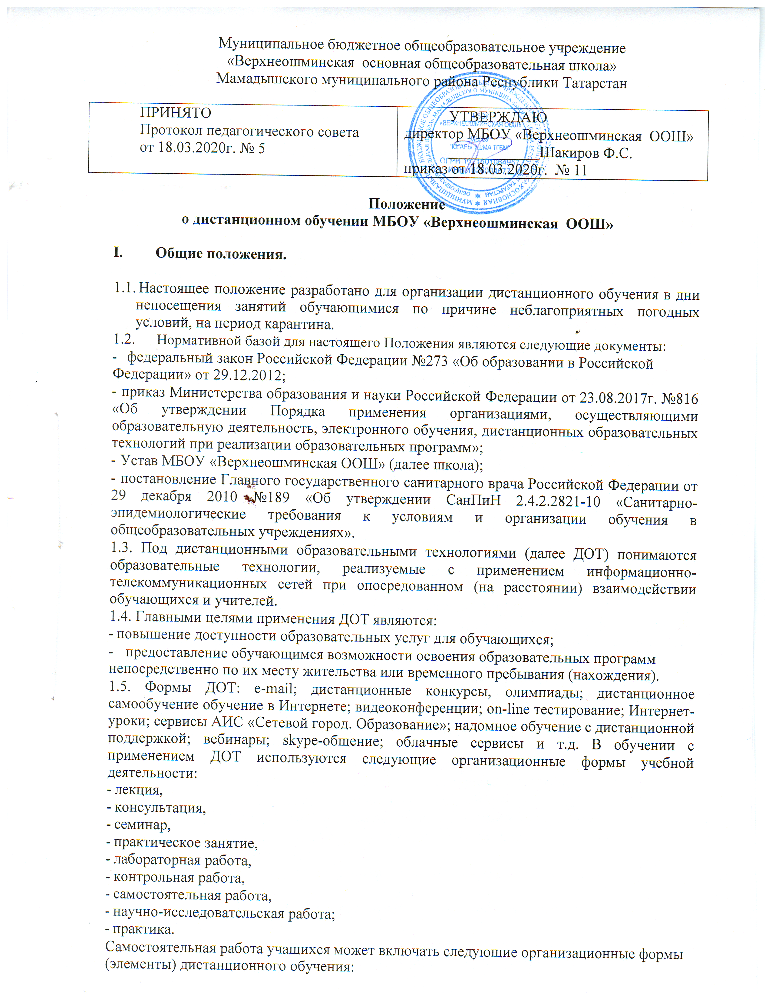 Муниципальное бюджетное общеобразовательное учреждение
«Верхнеошминская основная общеобразовательная школа»
Мамадышского муниципального района Республики Татарстан
ПРИНЯТО
Протокол педагогического совета
от 18.03.2020г. № 5
УТВЕРЖДАЮ
директор МБОУ «Верхнеошминская ООШ»
____________Шакиров Ф.С.
приказ от 18.03.2020г. № 11
МБОУ
«ВЕРХНЕОШМИНСКАЯ ООШ»
"ЮГАРЫ УШМА ТГБМ"
Положение
о дистанционном обучении МБОУ «Верхнеошминская ООШ»
I. Общие положения.
1.1. Настоящее положение разработано для организации дистанционного обучения в дни
непосещения занятий обучающимися по причине неблагоприятных погодных
условий, на период карантина.
1.2. Нормативной базой для настоящего Положения являются следующие документы:
- федеральный закон Российской Федерации №273 «Об образовании в Российской
Федерации» от 29.12.2012;
- приказ Министерства образования и науки Российской Федерации от 23.08.2017г. №816
«Об утверждении Порядка применения организациями, осуществляющими
образовательную деятельность, электронного обучения, дистанционных образовательных
технологий при реализации образовательных программ»;
- Устав МБОУ «Верхнеошминская ООШ» (далее школа);
- постановление Главного государственного санитарного врача Российской Федерации от
29 декабря 2010 №189 «Об утверждении СанПиН 2.4.2.2821-10 «Санитарно-
эпидемиологические требования к условиям и организации обучения в
общеобразовательных учреждениях».
1.3. Под дистанционными образовательными технологиями (далее ДОТ) понимаются
образовательные технологии, реализуемые с применением информационно-
телекоммуникационных сетей при опосредованном (на расстоянии) взаимодействии
обучающихся и учителей.
1.4. Главными целями применения ДОТ являются:
- повышение доступности образовательных услуг для обучающихся;
- предоставление обучающимся возможности освоения образовательных программ
непосредственно по их месту жительства или временного пребывания (нахождения).
1.5. Формы ДОТ: e-mail; дистанционные конкурсы, олимпиады; дистанционное
самообучение обучение в Интернете; видеоконференции; on-line тестирование; Интернет-
уроки; сервисы АИС «Сетевой город. Образование»; надомное обучение с дистанционной
поддержкой; вебинары; skype-общение; облачные сервисы и т.д. В обучении с
применением ДОТ используются следующие организационные формы учебной
деятельности:
- лекция,
- консультация,
- семинар,
- практическое занятие,
- лабораторная работа,
- контрольная работа,
- самостоятельная работа,
- научно-исследовательская работа;
- практика.
Самостоятельная работа учащихся может включать следующие организационные формы
(элементы) дистанционного обучения: